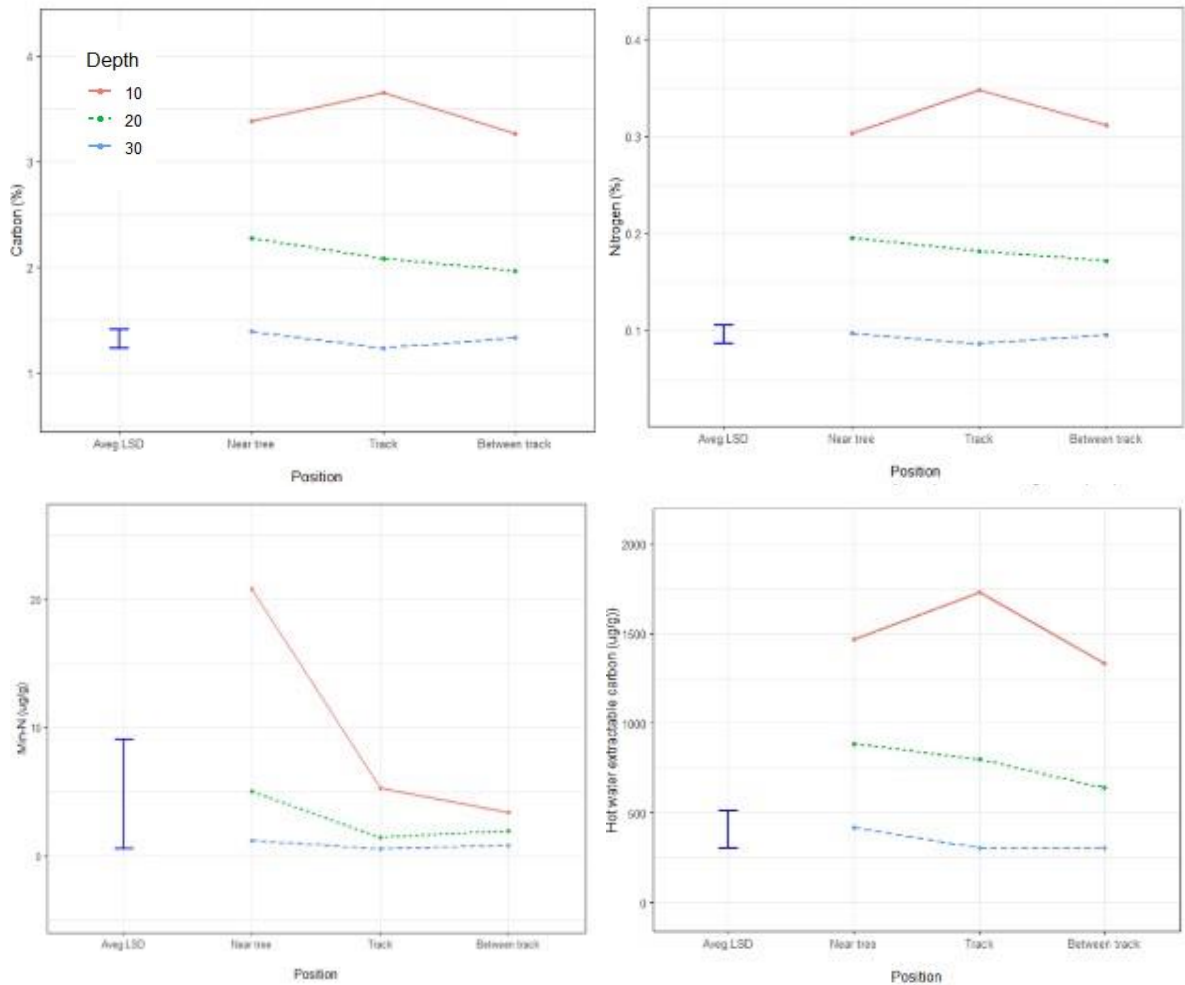 4
3
2
1
Carbon (%)
Depth
10
20
30
Aveg.LSD Near tree Track Between track
Position
0.4
0.3
0.2
0.1
Nitrogen (%)
Aveg.LSD Near tree Track Between track
Position
20
10
0
Min-N (ug/g)
Aveg.LSD Near tree Track Between track
Position
2000
1500
1000
500
0
Hot water extractable carbon (ug/g))
Aveg.LSD Near tree Track Between track
Position